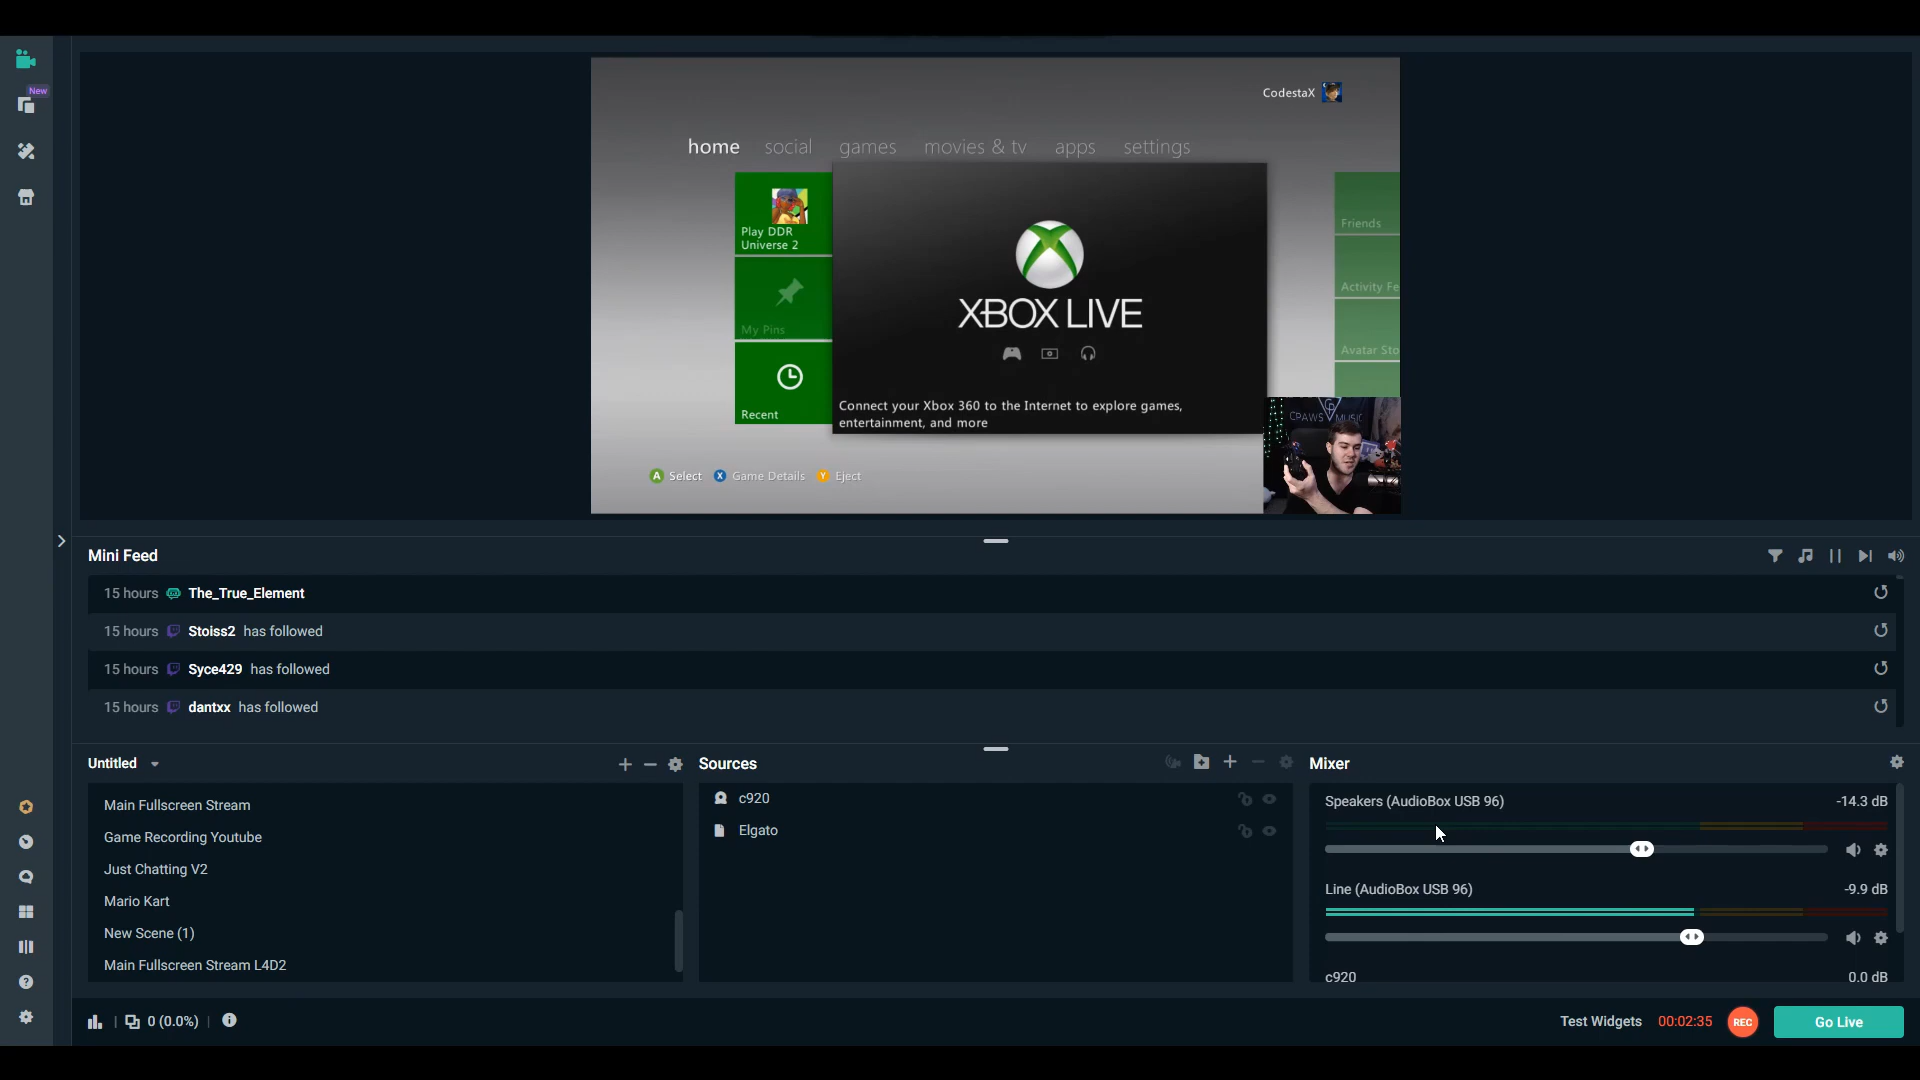 New
CodestaX
home social games movies & tv apps settings
Play DDR
Universe 2
My Pins
Recent
XBOX LIVE
Connect your Xbox 360 to the Internet to explore games,
entertainment, and more
Friends
Activity Fe
Avatar Sto
A Select X Game Details Y Eject
CPAWS MUSIC
Mini Feed
15 hours The_True_Element
15 hours Stoiss2 has followed
15 hours Syce429 has followed
15 hours dantxx has followed
Untitled
Main Fullscreen Stream
Game Recording Youtube
Just Chatting V2
Mario Kart
New Scene (1)
Main Fullscreen Stream L4D2
Sources
c920
Elgato
Mixer
Speakers (AudioBox USB 96) -14.3 dB
Line (AudioBox USB 96) -9.9 dB
c920 0.0 dB
0 (0.0%)
Test Widgets 00:02:35 REC Go Live